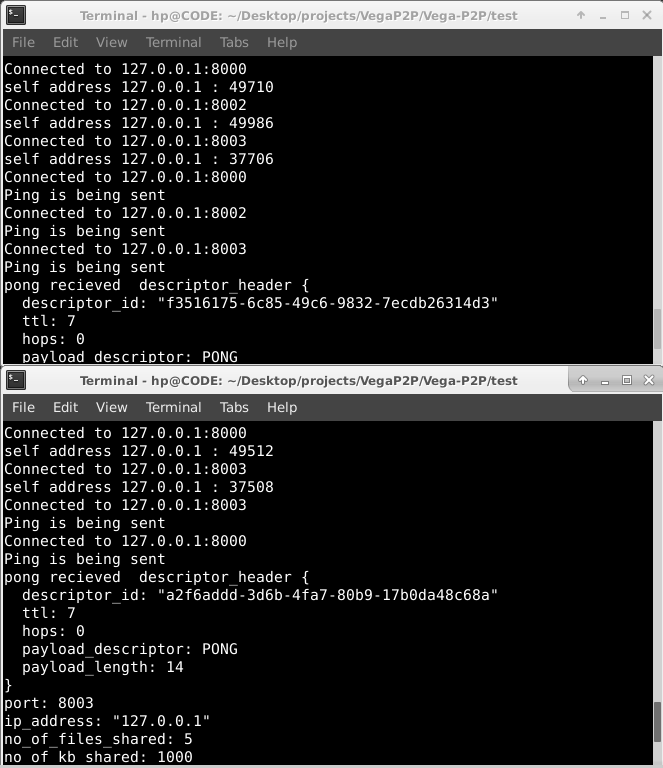 Terminal - hp@CODE: ~/Desktop/projects/VegaP2P/Vega-P2P/test
File Edit View Terminal Tabs Help
Connected to 127.0.0.1:8000
self address 127.0.0.1 : 49710
Connected to 127.0.0.1:8002
self address 127.0.0.1 : 49986
Connected to 127.0.0.1:8003
self address 127.0.0.1 : 37706
Connected to 127.0.0.1:8000
Ping is being sent
Connected to 127.0.0.1:8002
Ping is being sent
Connected to 127.0.0.1:8003
Ping is being sent
pong recieved  descriptor_header {
  descriptor_id: "f3516175-6c85-49c6-9832-7ecdb26314d3"
  ttl: 7
  hops: 0
  payload_descriptor: PONG
Terminal - hp@CODE: ~/Desktop/projects/VegaP2P/Vega-P2P/test
File Edit View Terminal Tabs Help
Connected to 127.0.0.1:8000
self address 127.0.0.1 : 49512
Connected to 127.0.0.1:8003
self address 127.0.0.1 : 37508
Connected to 127.0.0.1:8003
Ping is being sent
Connected to 127.0.0.1:8000
Ping is being sent
pong recieved  descriptor_header {
  descriptor_id: "a2f6addd-3d6b-4fa7-80b9-17b0da48c68a"
  ttl: 7
  hops: 0
  payload_descriptor: PONG
  payload_length: 14
}
port: 8003
ip_address: "127.0.0.1"
no_of_files_shared: 5
no_of_kb_shared: 1000